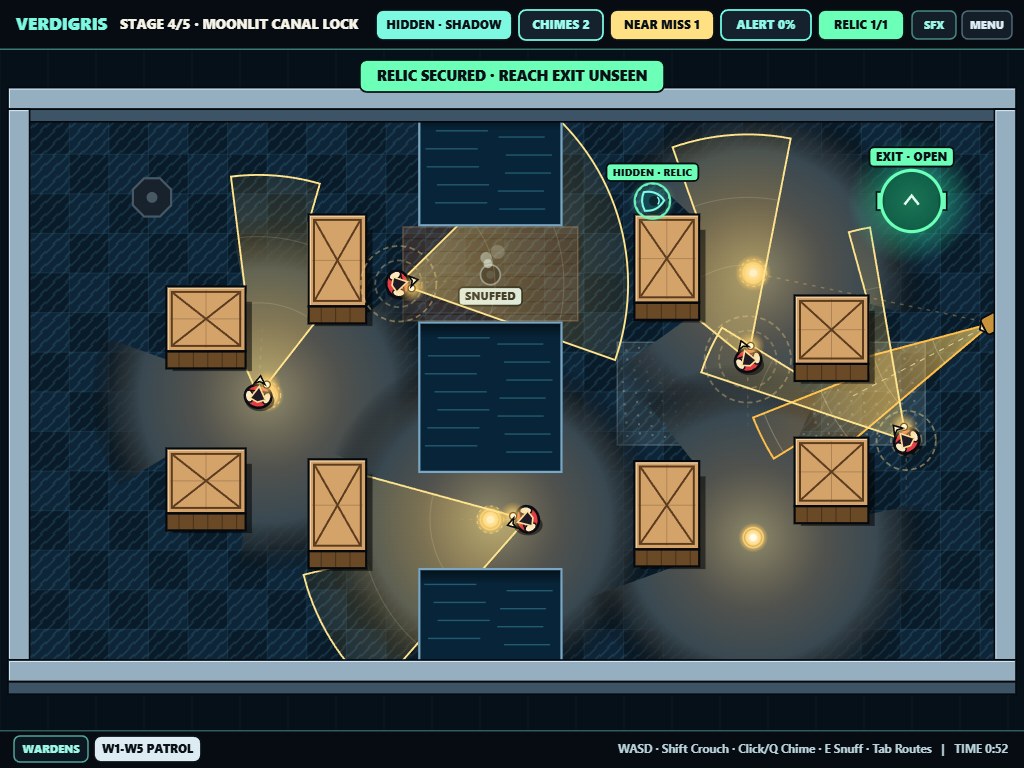 VERDIGRIS STAGE 4/5 · MOONLIT CANAL LOCK HIDDEN · SHADOW CHIMES 2 NEAR MISS 1 ALERT 0% RELIC 1/1 SFX MENU
RELIC SECURED · REACH EXIT UNSEEN
EXIT · OPEN
HIDDEN · RELIC
SNUFFED
WARDENS W1-W5 PATROL WASD · Shift Crouch · Click/Q Chime · E Snuff · Tab Routes | TIME 0:52